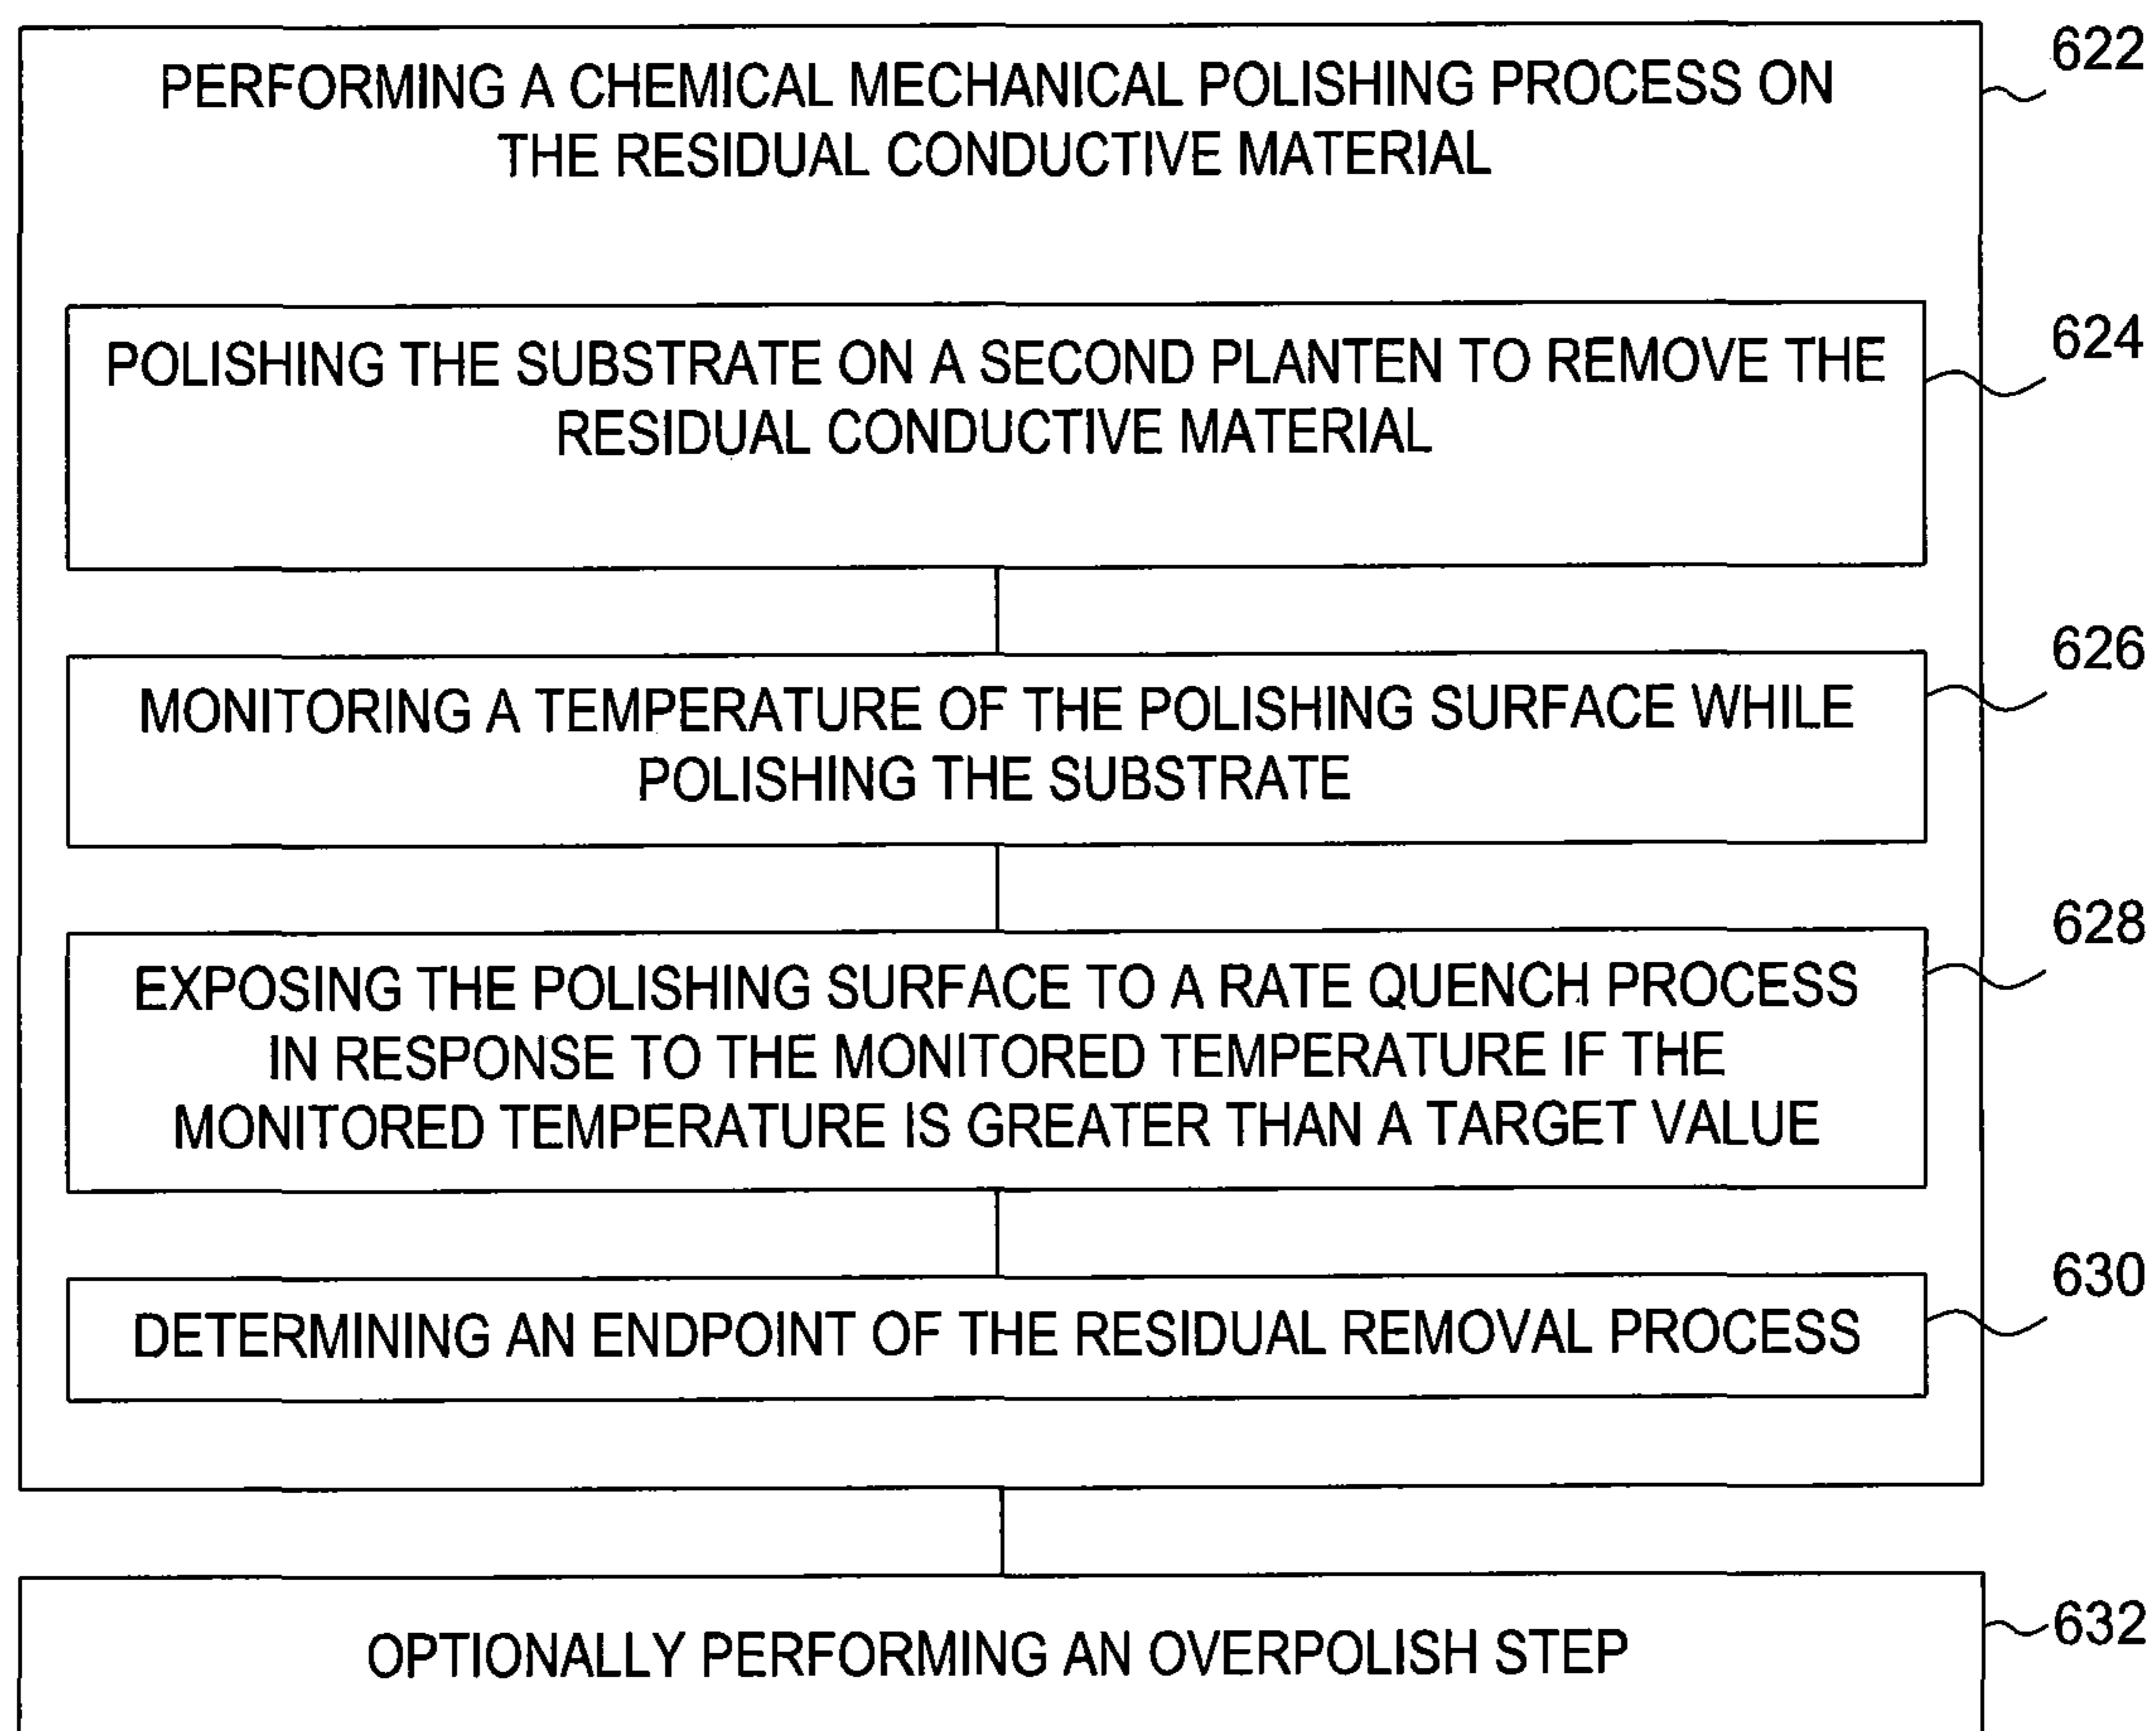 622
PERFORMING A CHEMICAL MECHANICAL POLISHING PROCESS ON
THE RESIDUAL CONDUCTIVE MATERIAL
624
POLISHING THE SUBSTRATE ON A SECOND PLANTEN TO REMOVE THE
RESIDUAL CONDUCTIVE MATERIAL
626
MONITORING A TEMPERATURE OF THE POLISHING SURFACE WHILE
POLISHING THE SUBSTRATE
628
EXPOSING THE POLISHING SURFACE TO A RATE QUENCH PROCESS
IN RESPONSE TO THE MONITORED TEMPERATURE IF THE
MONITORED TEMPERATURE IS GREATER THAN A TARGET VALUE
630
DETERMINING AN ENDPOINT OF THE RESIDUAL REMOVAL PROCESS
632
OPTIONALLY PERFORMING AN OVERPOLISH STEP